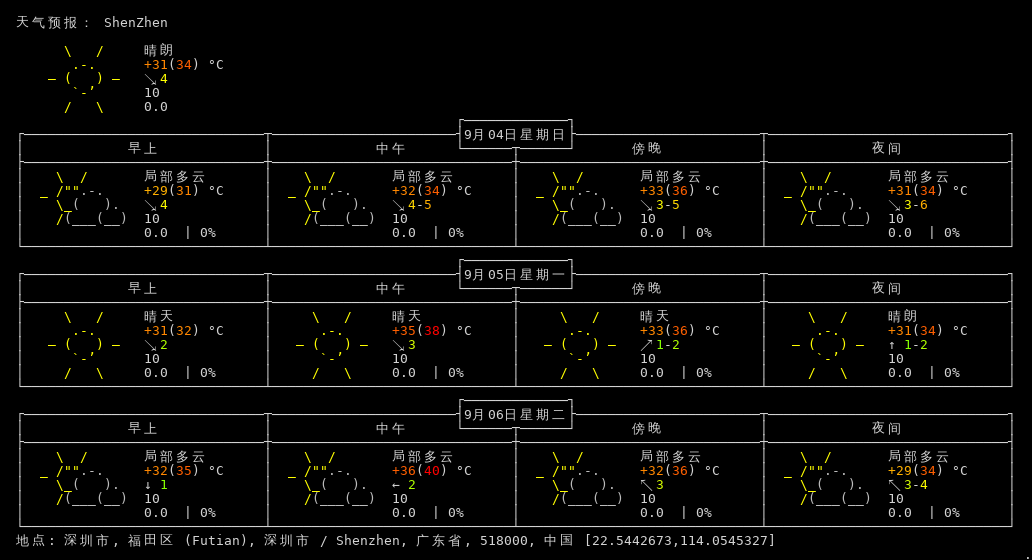 天气预报： ShenZhen
晴朗
+31(34) °C
↘ 4
10
0.0
9月04日星期日
早上 中午 傍晚 夜间
局部多云 局部多云 局部多云 局部多云
+29(31) °C +32(34) °C +33(36) °C +31(34) °C
↘ 4 ↘ 4-5 ↘ 3-5 ↘ 3-6
10 10 10 10
0.0 | 0% 0.0 | 0% 0.0 | 0% 0.0 | 0%
9月05日星期一
早上 中午 傍晚 夜间
晴天 晴天 晴天 晴朗
+31(32) °C +35(38) °C +33(36) °C +31(34) °C
↘ 2 ↘ 3 ↗ 1-2 ↑ 1-2
10 10 10 10
0.0 | 0% 0.0 | 0% 0.0 | 0% 0.0 | 0%
9月06日星期二
早上 中午 傍晚 夜间
局部多云 局部多云 局部多云 局部多云
+32(35) °C +36(40) °C +32(36) °C +29(34) °C
↓ 1 ← 2 ↖ 3 ↖ 3-4
10 10 10 10
0.0 | 0% 0.0 | 0% 0.0 | 0% 0.0 | 0%
地点: 深圳市, 福田区 (Futian), 深圳市 / Shenzhen, 广东省, 518000, 中国 [22.5442673,114.0545327]